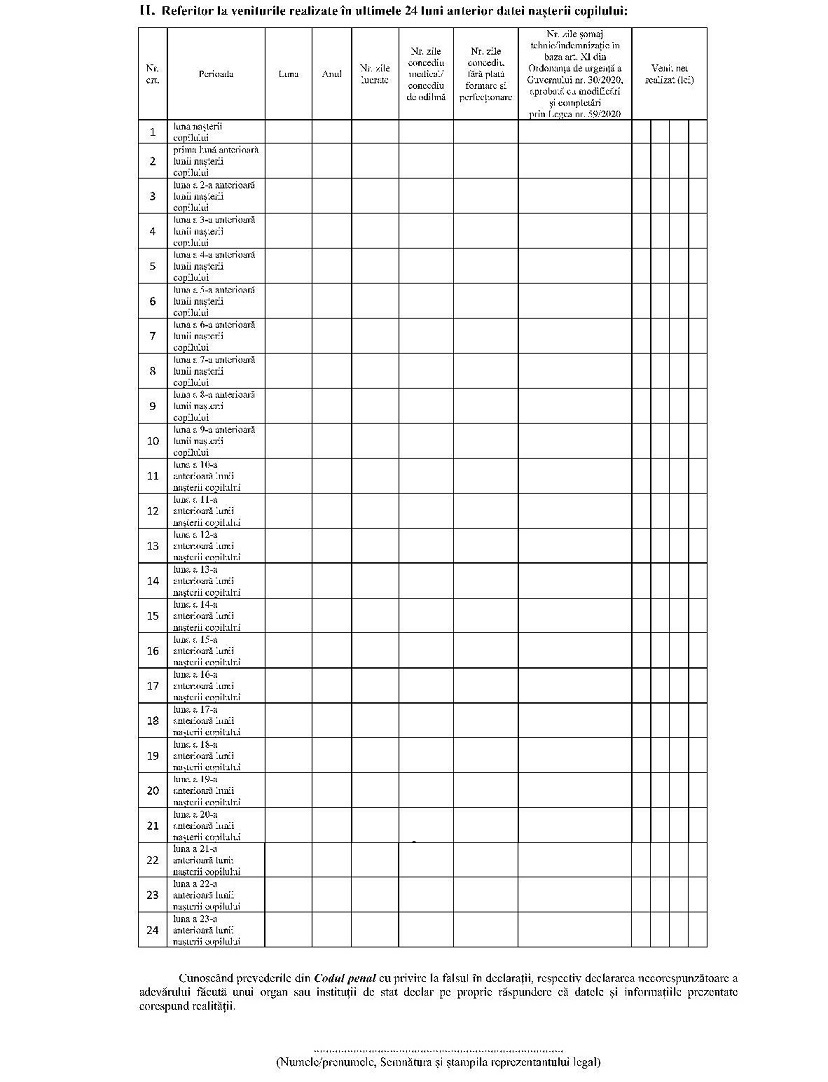 II. Referitor la veniturile realizate în ultimele 24 luni anterior datei nașterii copilului:
Nr.
crt.
Perioada
Luna
Anul
Nr. zile
lucrate
Nr. zile
concediu
medical/
concediu
de odihnă
Nr. zile
concediu
fără plată
formare și
perfecționare
Nr. zile șomaj
tehnic/indemnizație în
baza art. XI din
Ordonanța de urgență a
Guvernului nr. 30/2020,
aprobată cu modificări
și completări
prin Legea nr. 59/2020
Venit net
realizat (lei)
1
luna nașterii
copilului
2
prima lună anterioară
lunii nașterii
copilului
3
luna a 2-a anterioară
lunii nașterii
copilului
4
luna a 3-a anterioară
lunii nașterii
copilului
5
luna a 4-a anterioară
lunii nașterii
copilului
6
luna a 5-a anterioară
lunii nașterii
copilului
7
luna a 6-a anterioară
lunii nașterii
copilului
8
luna a 7-a anterioară
lunii nașterii
copilului
9
luna a 8-a anterioară
lunii nașterii
copilului
10
luna a 9-a anterioară
lunii nașterii
copilului
11
luna a 10-a
anterioară lunii
nașterii copilului
12
luna a 11-a
anterioară lunii
nașterii copilului
13
luna a 12-a
anterioară lunii
nașterii copilului
14
luna a 13-a
anterioară lunii
nașterii copilului
15
luna a 14-a
anterioară lunii
nașterii copilului
16
luna a 15-a
anterioară lunii
nașterii copilului
17
luna a 16-a
anterioară lunii
nașterii copilului
18
luna a 17-a
anterioară lunii
nașterii copilului
19
luna a 18-a
anterioară lunii
nașterii copilului
20
luna a 19-a
anterioară lunii
nașterii copilului
21
luna a 20-a
anterioară lunii
nașterii copilului
22
luna a 21-a
anterioară lunii
nașterii copilului
23
luna a 22-a
anterioară lunii
nașterii copilului
24
luna a 23-a
anterioară lunii
nașterii copilului
Cunoscând prevederile din Codul penal cu privire la falsul în declarații, respectiv declararea necorespunzătoare a
adevărului făcută unui organ sau instituții de stat declar pe proprie răspundere că datele și informațiile prezentate
corespund realității.
(Numele/prenumele, Semnătura și ștampila reprezentantului legal)